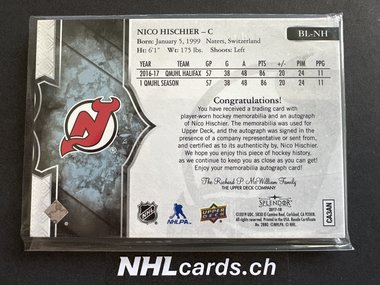 NICO HISCHIER – C
BL-NH
Born: January 5, 1999 Naters, Switzerland
Ht: 6'1" Wt: 175 lbs. Shoots: Left
YEAR TEAM GP G A PTS +/- PIM PPG
2016-17 QMJHL HALIFAX 57 38 48 86 20 24 11
1 QMJHL SEASON 57 38 48 86 20 24 11
Congratulations!
You have received a trading card with
player-worn hockey memorabilia and an autograph
of Nico Hischier. The memorabilia was used for
Upper Deck, and the autograph was signed in the
presence of a company representative or sent from,
and certified as to its authenticity by, Nico Hischier.
We hope you enjoy this piece of hockey history,
as we continue to keep you as close as you can get!
Enjoy your memorabilia autograph card!
The Richard P. McWilliam Family
THE UPPER DECK COMPANY
NHL
NHLPA
UPPER DECK
SPLENDOR
2017-18
CA3AN
NHLcards.ch